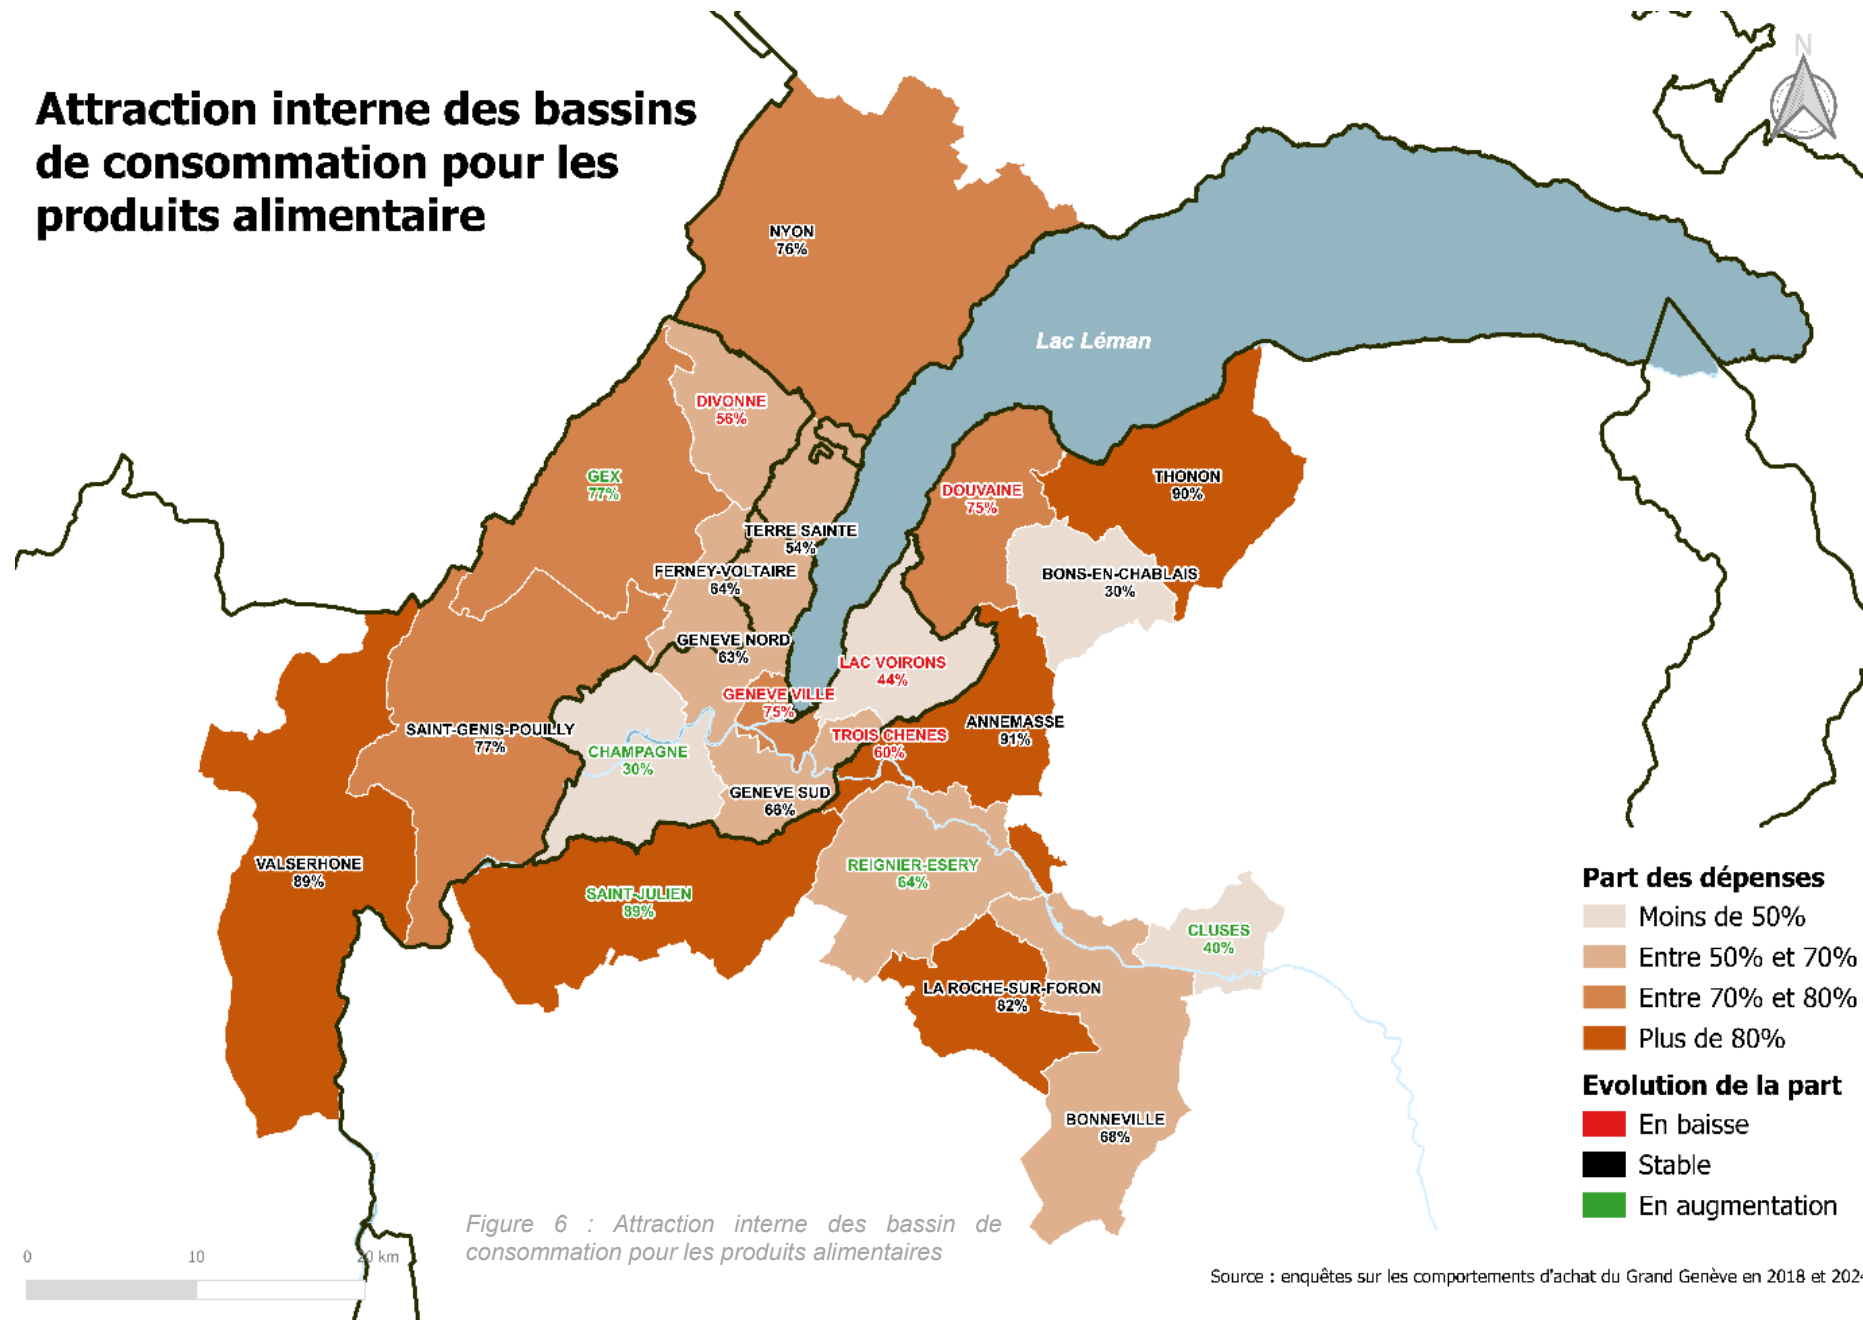 N
Attraction interne des bassins
de consommation pour les
produits alimentaire
NYON
76%
Lac Léman
DIVONNE
56%
GEX
77%
DOUVAINE
75%
THONON
90%
TERRE SAINTE
54%
FERNEY-VOLTAIRE
64%
BONS-EN-CHABLAIS
30%
GENEVE NORD
63%
LAC VOIRONS
44%
GENEVE VILLE
75%
SAINT-GENIS-POUILLY
77%
CHAMPAGNE
30%
TROIS CHENES
60%
ANNEMASSE
91%
GENEVE SUD
66%
VALSERHONE
89%
SAINT-JULIEN
89%
REIGNIER-ESERY
64%
CLUSES
40%
LA ROCHE-SUR-FORON
82%
BONNEVILLE
68%
Part des dépenses
Moins de 50%
Entre 50% et 70%
Entre 70% et 80%
Plus de 80%
Evolution de la part
En baisse
Stable
En augmentation
Figure 6 : Attraction interne des bassin de
consommation pour les produits alimentaires
0 10 20 km
Source : enquêtes sur les comportements d'achat du Grand Genève en 2018 et 202